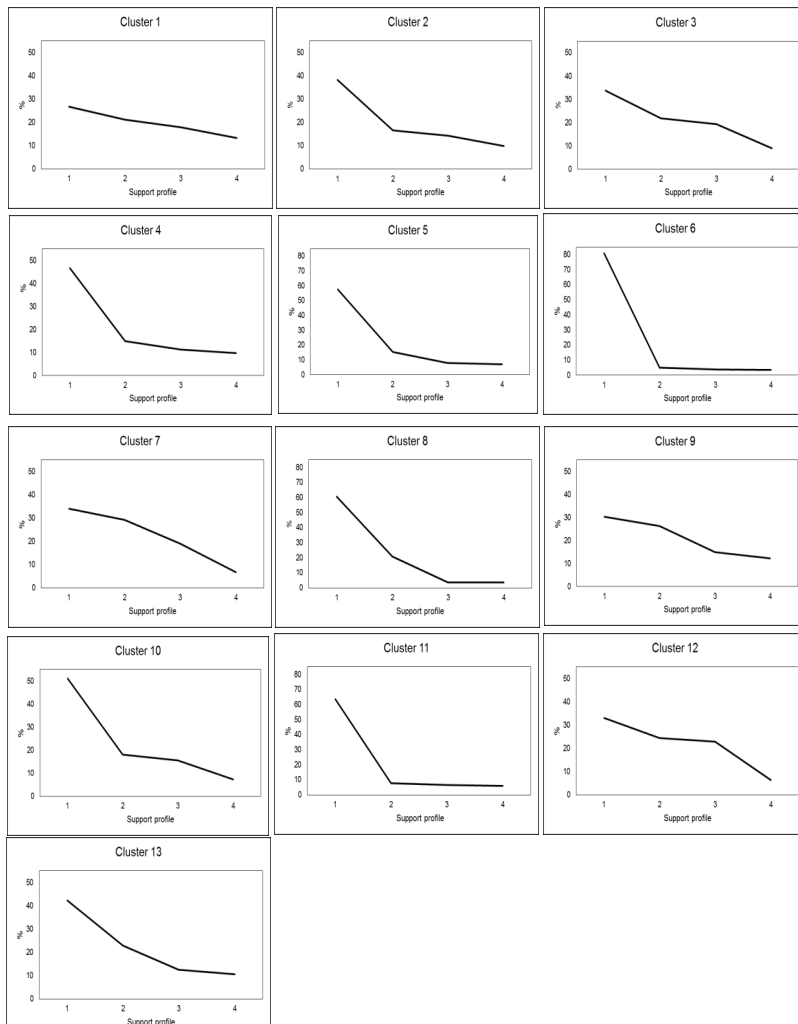 Cluster 1
50
40
30
20
10
0
%
1 2 3 4
Support profile
Cluster 2
50
40
30
20
10
0
%
1 2 3 4
Support profile
Cluster 3
50
40
30
20
10
0
%
1 2 3 4
Support profile
Cluster 4
50
40
30
20
10
0
%
1 2 3 4
Support profile
Cluster 5
80
70
60
50
40
30
20
10
0
%
1 2 3 4
Support profile
Cluster 6
80
70
60
50
40
30
20
10
0
%
1 2 3 4
Support profile
Cluster 7
50
40
30
20
10
0
%
1 2 3 4
Support profile
Cluster 8
80
70
60
50
40
30
20
10
0
%
1 2 3 4
Support profile
Cluster 9
50
40
30
20
10
0
%
1 2 3 4
Support profile
Cluster 10
50
40
30
20
10
0
%
1 2 3 4
Support profile
Cluster 11
80
70
60
50
40
30
20
10
0
%
1 2 3 4
Support profile
Cluster 12
50
40
30
20
10
0
%
1 2 3 4
Support profile
Cluster 13
50
40
30
20
10
0
%
1 2 3 4
Support profile